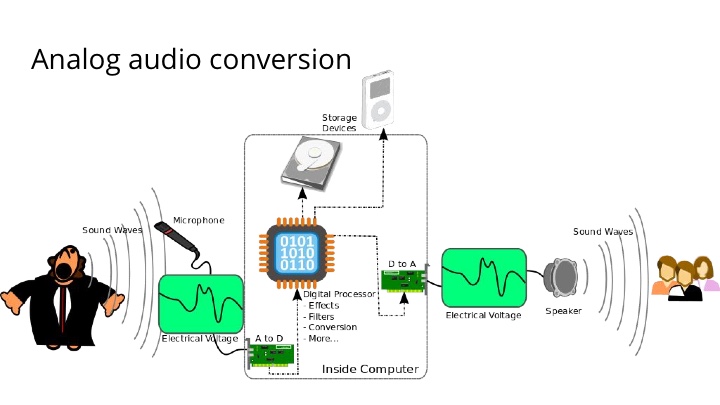 Analog audio conversion
Storage
Devices
Microphone
Sound Waves
0101
1010
0110
Sound Waves
D to A
Digital Processor
- Effects
- Filters
- Conversion
- More...
Electrical Voltage
Speaker
Electrical Voltage
A to D
Inside Computer